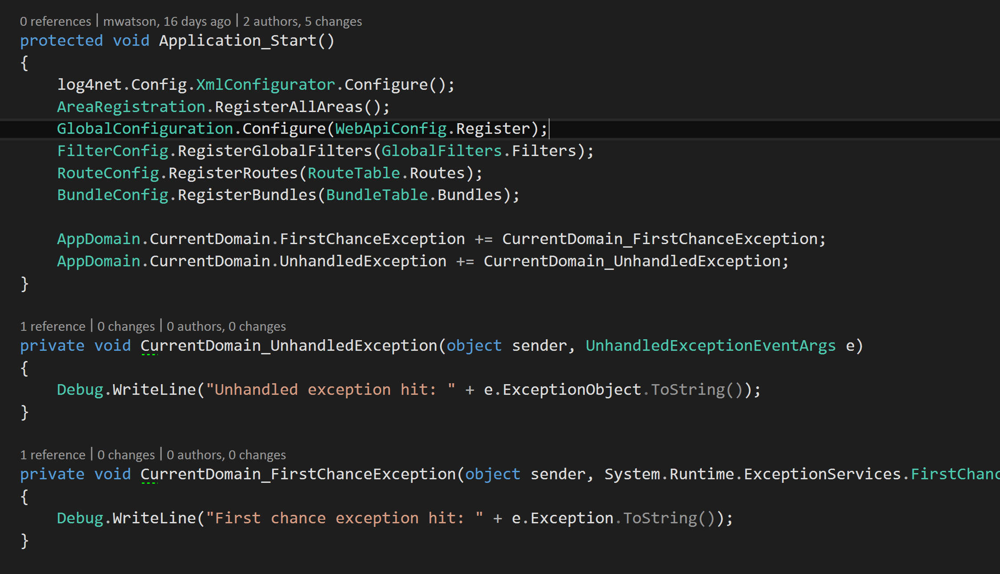 0 references | mwatson, 16 days ago | 2 authors, 5 changes
protected void Application_Start()
{
    log4net.Config.XmlConfigurator.Configure();
    AreaRegistration.RegisterAllAreas();
    GlobalConfiguration.Configure(WebApiConfig.Register);
    FilterConfig.RegisterGlobalFilters(GlobalFilters.Filters);
    RouteConfig.RegisterRoutes(RouteTable.Routes);
    BundleConfig.RegisterBundles(BundleTable.Bundles);

    AppDomain.CurrentDomain.FirstChanceException += CurrentDomain_FirstChanceException;
    AppDomain.CurrentDomain.UnhandledException += CurrentDomain_UnhandledException;
}

1 reference | 0 changes | 0 authors, 0 changes
private void CurrentDomain_UnhandledException(object sender, UnhandledExceptionEventArgs e)
{
    Debug.WriteLine("Unhandled exception hit: " + e.ExceptionObject.ToString());
}

1 reference | 0 changes | 0 authors, 0 changes
private void CurrentDomain_FirstChanceException(object sender, System.Runtime.ExceptionServices.FirstChanc
{
    Debug.WriteLine("First chance exception hit: " + e.Exception.ToString());
}